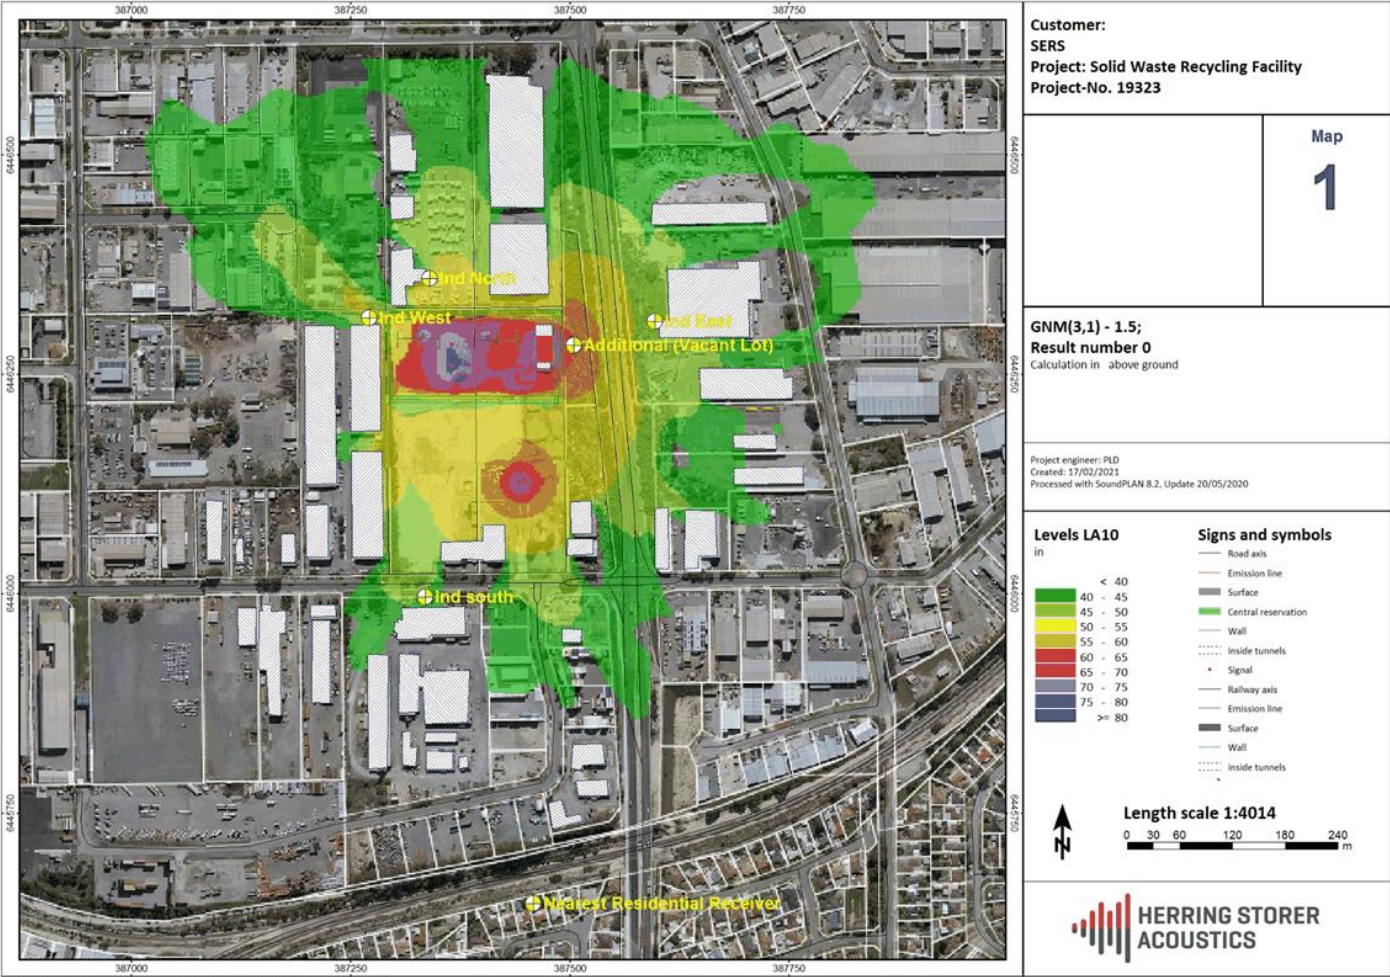 387000 387250 387500 387750
Customer:
SERS
Project: Solid Waste Recycling Facility
Project-No. 19323
Map
1
6446500 6446500
Ind North
Ind West
Ind East
Additional (Vacant Lot)
GNM(3,1) - 1.5;
Result number 0
Calculation in above ground
6446250 6446250
Project engineer: PLD
Created: 17/02/2021
Processed with SoundPLAN 8.2, Update 20/05/2020
Ind south
6446000 6446000
Levels LA10
in
< 40
40 - 45
45 - 50
50 - 55
55 - 60
60 - 65
65 - 70
70 - 75
75 - 80
>= 80
Signs and symbols
Road axis
Emission line
Surface
Central reservation
Wall
inside tunnels
Signal
Railway axis
Emission line
Surface
Wall
inside tunnels
6445750 6445750
N
Length scale 1:4014
0 30 60 120 180 240
m
Nearest Residential Receiver
HERRING STORER
ACOUSTICS
387000 387250 387500 387750